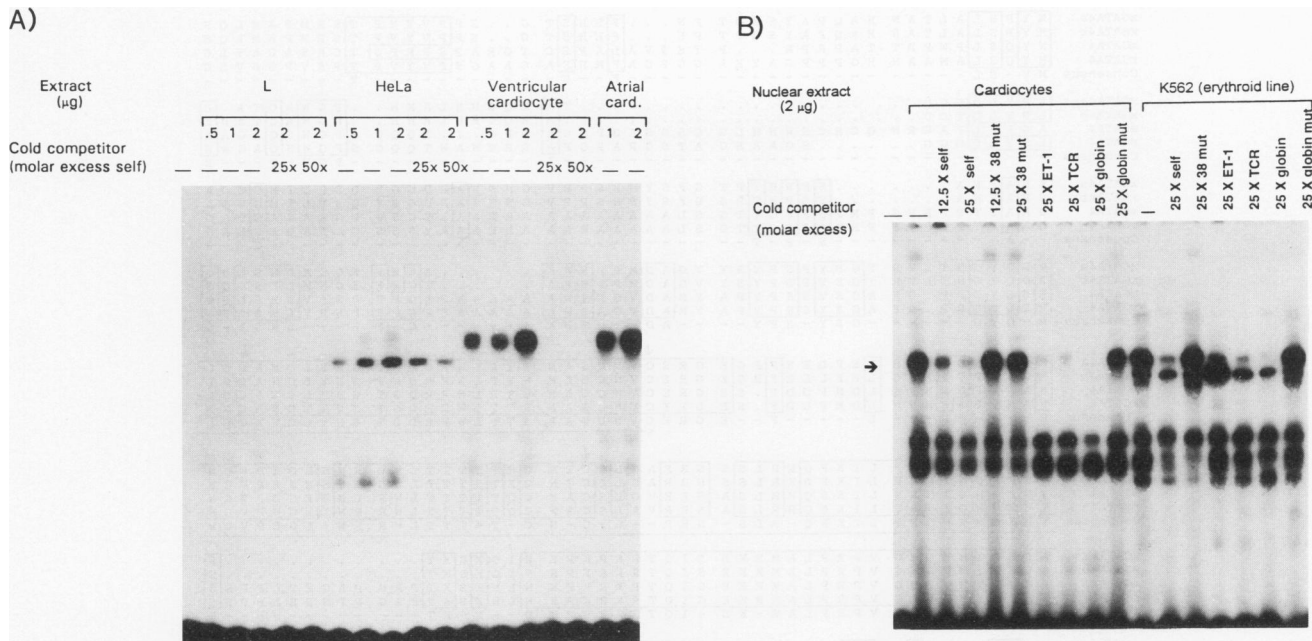 A)
Extract
(µg)
L
HeLa
Ventricular
cardiocyte
Atrial
card.
.5 1 2 2 2 .5 1 2 2 2 .5 1 2 2 2 1 2
Cold competitor
(molar excess self)
— — — — 25x 50x — — — 25x 50x — — — 25x 50x — —
B)
Nuclear extract
(2 µg)
Cardiocytes
K562 (erythroid line)
Cold competitor
(molar excess)
—
—
12.5 X self
25 X self
12.5 X 38 mut
25 X 38 mut
25 X ET-1
25 X TCR
25 X globin
25 X globin mut
—
25 X self
25 X 38 mut
25 X ET-1
25 X TCR
25 X globin
25 X globin mut